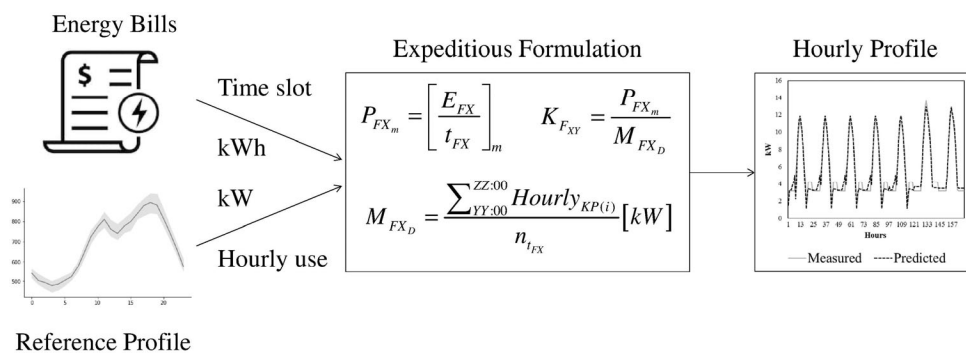 Energy Bills
$
Time slot
kWh
kW
Hourly use
900
800
700
600
500
0 5 10 15 20
Reference Profile
Expeditious Formulation
P_{FX_m} = [E_{FX} / t_{FX}]_m
K_{F_{XY}} = P_{FX_m} / M_{FX_D}
M_{FX_D} = \sum_{YY:00}^{ZZ:00} Hourly_{KP(i)} / n_{t_{FX}} [kW]
Hourly Profile
16
14
12
10
8
6
4
2
0
kW
1 13 25 37 49 61 73 85 97 109 121 133 145 157
Hours
Measured Predicted